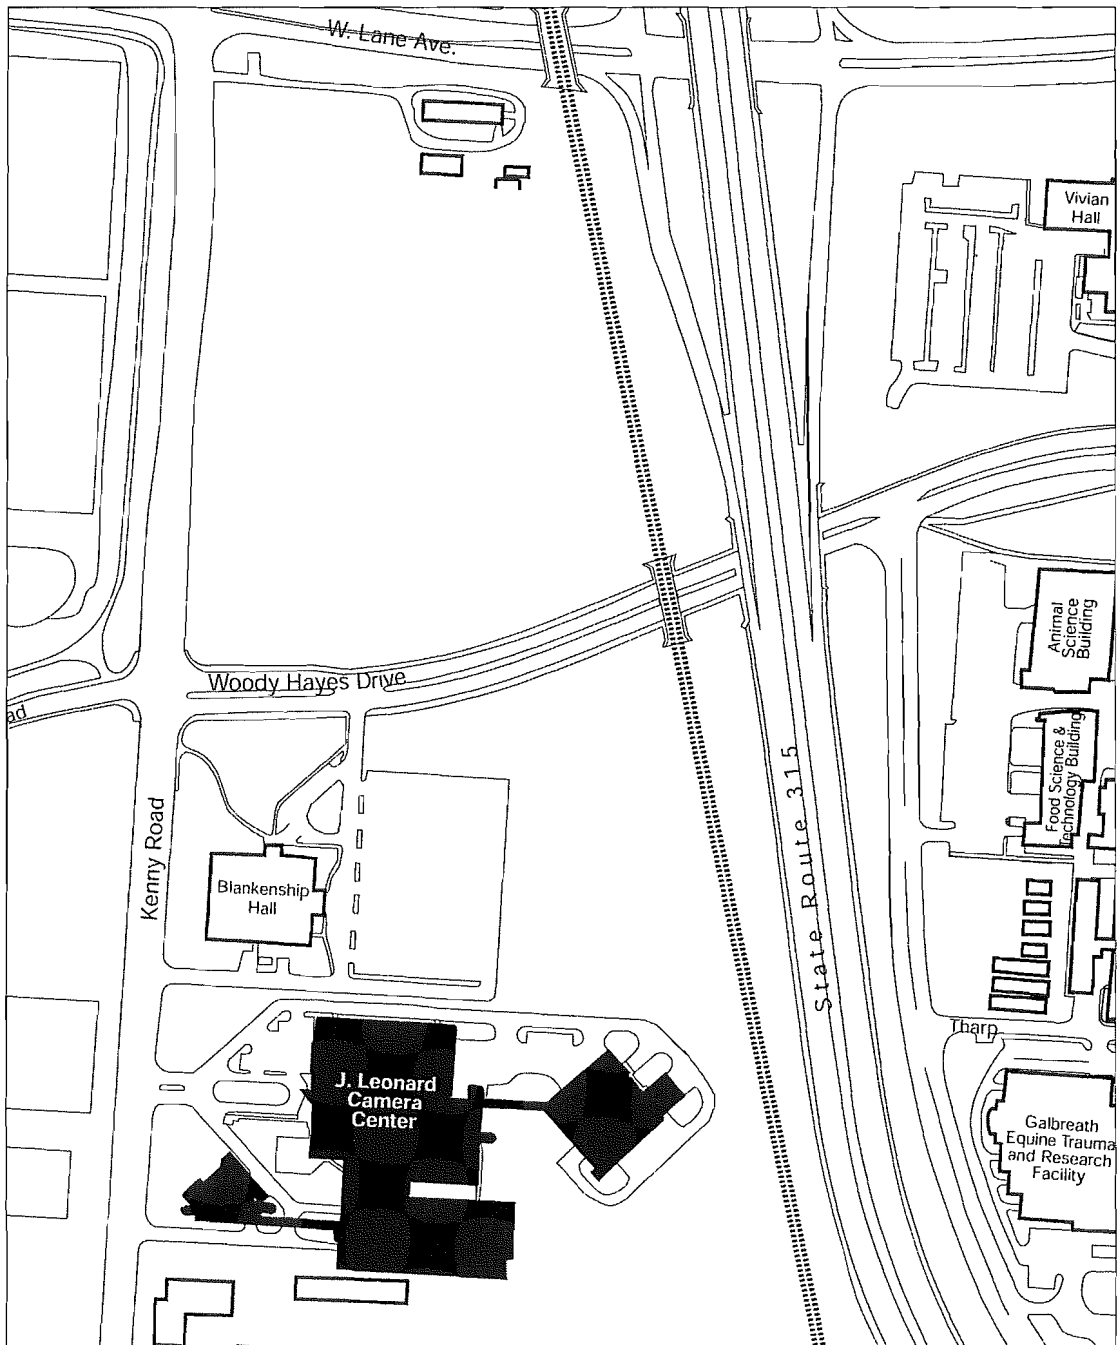 W. Lane Ave.
Vivian
Hall
Animal
Science
Building
Woody Hayes Drive
ad
Food Science &
Technology Building
State Route 315
Kenny Road
Blankenship
Hall
Tharp
J. Leonard
Camera
Center
Galbreath
Equine Trauma
and Research
Facility